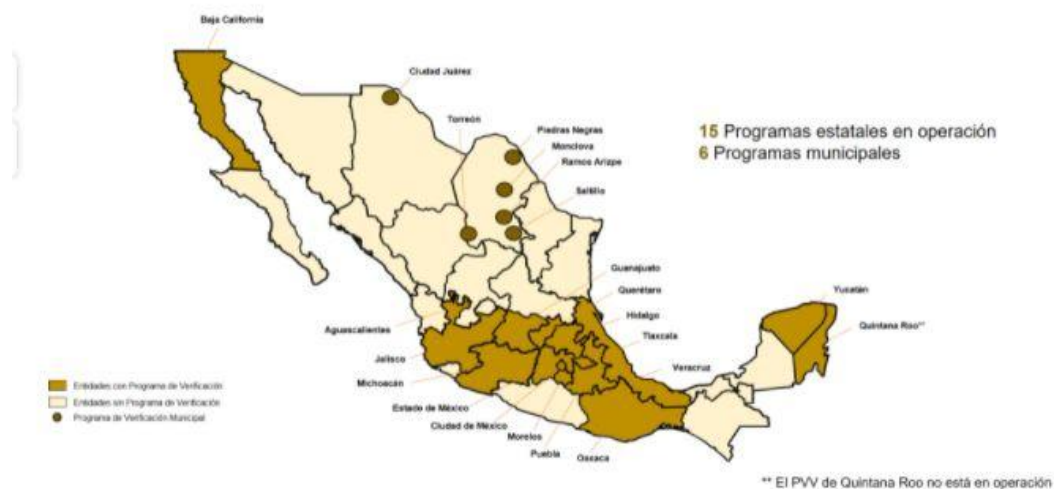 Baja California
Ciudad Juárez
Torreón
Piedras Negras
Monclova
Ramos Arizpe
Saltillo
15 Programas estatales en operación
6 Programas municipales
Guanajuato
Querétaro
Hidalgo
Tlaxcala
Veracruz
Yucatán
Quintana Roo**
Aguascalientes
Jalisco
Michoacán
Estado de México
Ciudad de México
Morelos
Puebla
Oaxaca
Entidades con Programa de Verificación
Entidades sin Programa de Verificación
Programa de Verificación Municipal
** El PVV de Quintana Roo no está en operación